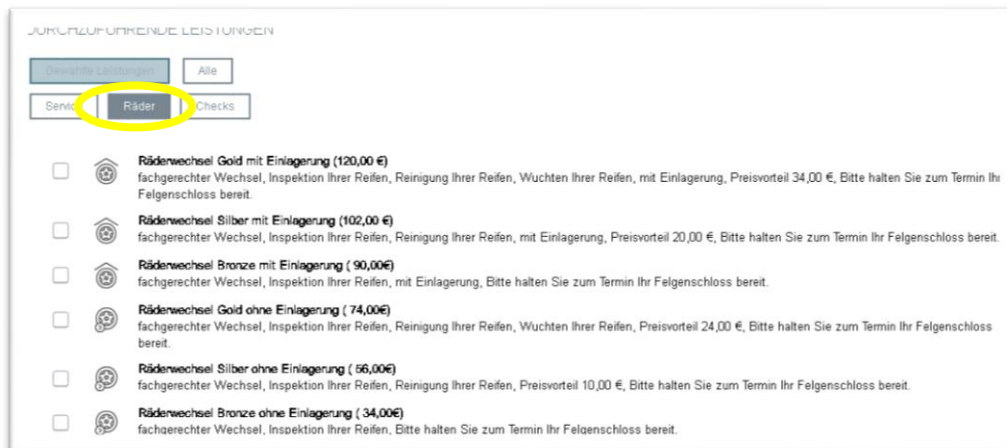 DURCHZUFÜHRENDE LEISTUNGEN
Gewählte Leistungen Alle
Räder Checks
Räderwechsel Gold mit Einlagerung (120,00 €)
fachgerechter Wechsel, Inspektion Ihrer Reifen, Reinigung Ihrer Reifen, Wuchten Ihrer Reifen, mit Einlagerung, Preisvorteil 34,00 €, Bitte halten Sie zum Termin Ihr
Felgenschloss bereit.
Räderwechsel Silber mit Einlagerung (102,00 €)
fachgerechter Wechsel, Inspektion Ihrer Reifen, Reinigung Ihrer Reifen, mit Einlagerung, Preisvorteil 20,00 €, Bitte halten Sie zum Termin Ihr Felgenschloss bereit.
Räderwechsel Bronze mit Einlagerung ( 90,00€)
fachgerechter Wechsel, Inspektion Ihrer Reifen, mit Einlagerung, Bitte halten Sie zum Termin Ihr Felgenschloss bereit.
Räderwechsel Gold ohne Einlagerung ( 74,00€)
fachgerechter Wechsel, Inspektion Ihrer Reifen, Reinigung Ihrer Reifen, Wuchten Ihrer Reifen, Preisvorteil 24,00 €, Bitte halten Sie zum Termin Ihr Felgenschloss
bereit.
Räderwechsel Silber ohne Einlagerung ( 56,00€)
fachgerechter Wechsel, Inspektion Ihrer Reifen, Reinigung Ihrer Reifen, Preisvorteil 10,00 €, Bitte halten Sie zum Termin Ihr Felgenschloss bereit.
Räderwechsel Bronze ohne Einlagerung ( 34,00€)
fachgerechter Wechsel, Inspektion Ihrer Reifen, Bitte halten Sie zum Termin Ihr Felgenschloss bereit.